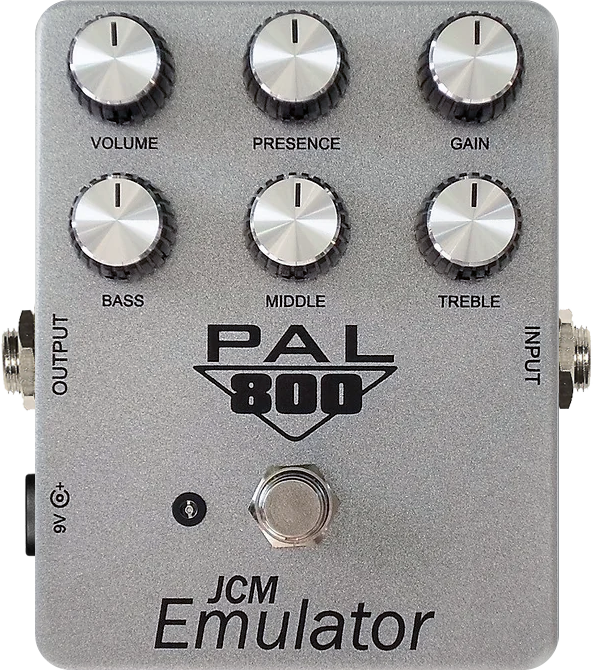 VOLUME PRESENCE GAIN
BASS MIDDLE TREBLE
OUTPUT
INPUT
PAL
800
9V +
JCM
Emulator